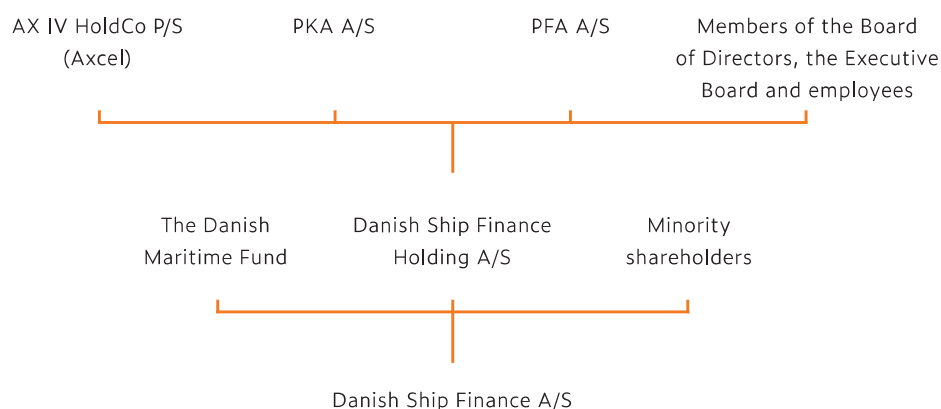 AX IV HoldCo P/S
(Axcel)
PKA A/S
PFA A/S
Members of the Board
of Directors, the Executive
Board and employees
The Danish
Maritime Fund
Danish Ship Finance
Holding A/S
Minority
shareholders
Danish Ship Finance A/S